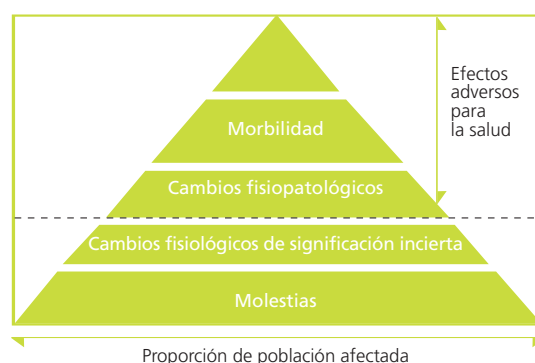 Efectos
adversos
para
la salud
Morbilidad
Cambios fisiopatológicos
Cambios fisiológicos de significación incierta
Molestias
Proporción de población afectada